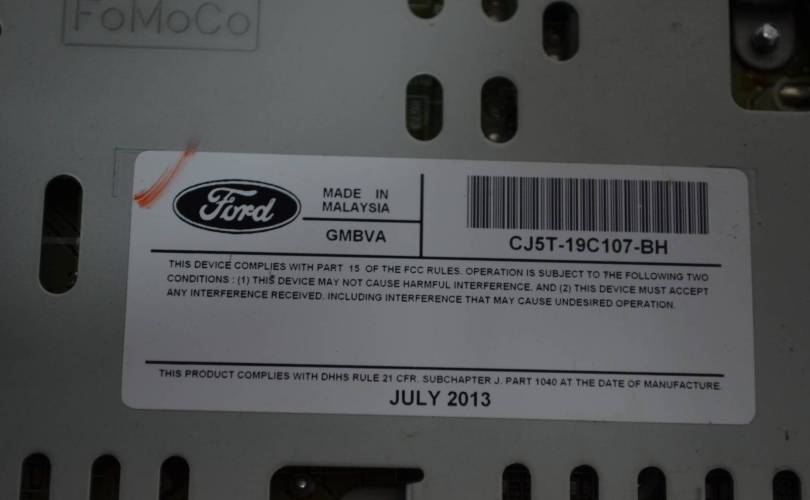 FoMoCo
Ford
MADE IN
MALAYSIA
GMBVA
CJ5T-19C107-BH
THIS DEVICE COMPLIES WITH PART 15 OF THE FCC RULES. OPERATION IS SUBJECT TO THE FOLLOWING TWO
CONDITIONS : (1) THIS DEVICE MAY NOT CAUSE HARMFUL INTERFERENCE, AND (2) THIS DEVICE MUST ACCEPT
ANY INTERFERENCE RECEIVED, INCLUDING INTERFERENCE THAT MAY CAUSE UNDESIRED OPERATION.
THIS PRODUCT COMPLIES WITH DHHS RULE 21 CFR. SUBCHAPTER J. PART 1040 AT THE DATE OF MANUFACTURE.
JULY 2013